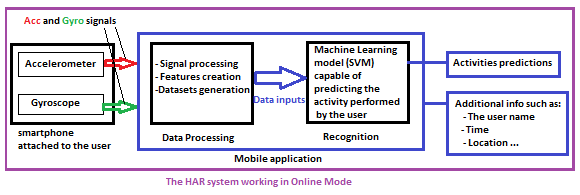 Acc and Gyro signals
Accelerometer
Gyroscope
smartphone
attached to the user
- Signal processing
- Features creation
-Datasets generation
Data Processing
Data inputs
Machine Learning
model (SVM)
capable of
predicting the
activity performed
by the user
Recognition
Mobile application
Activities predictions
Additional info such as:
- The user name
- Time
- Location ...
The HAR system working in Online Mode